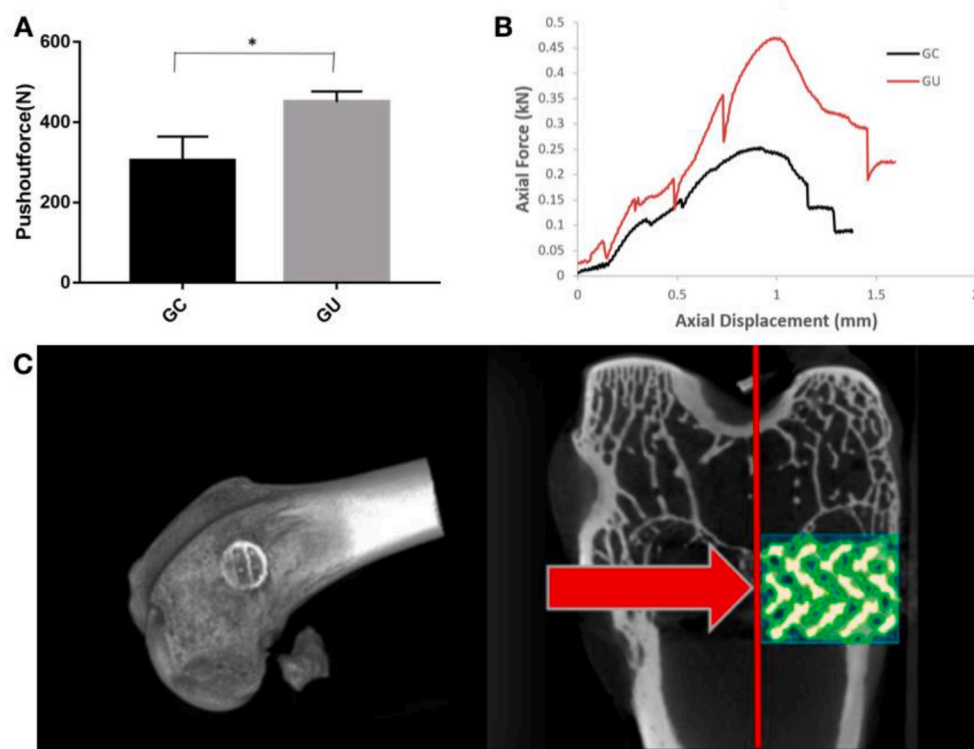 A
Pushoutforce(N)
600
400
200
0
*
GC
GU
B
Axial Force (kN)
0.5
0.45
0.4
0.35
0.3
0.25
0.2
0.15
0.1
0.05
0
GC
GU
0
0.5
1
1.5
2
Axial Displacement (mm)
C